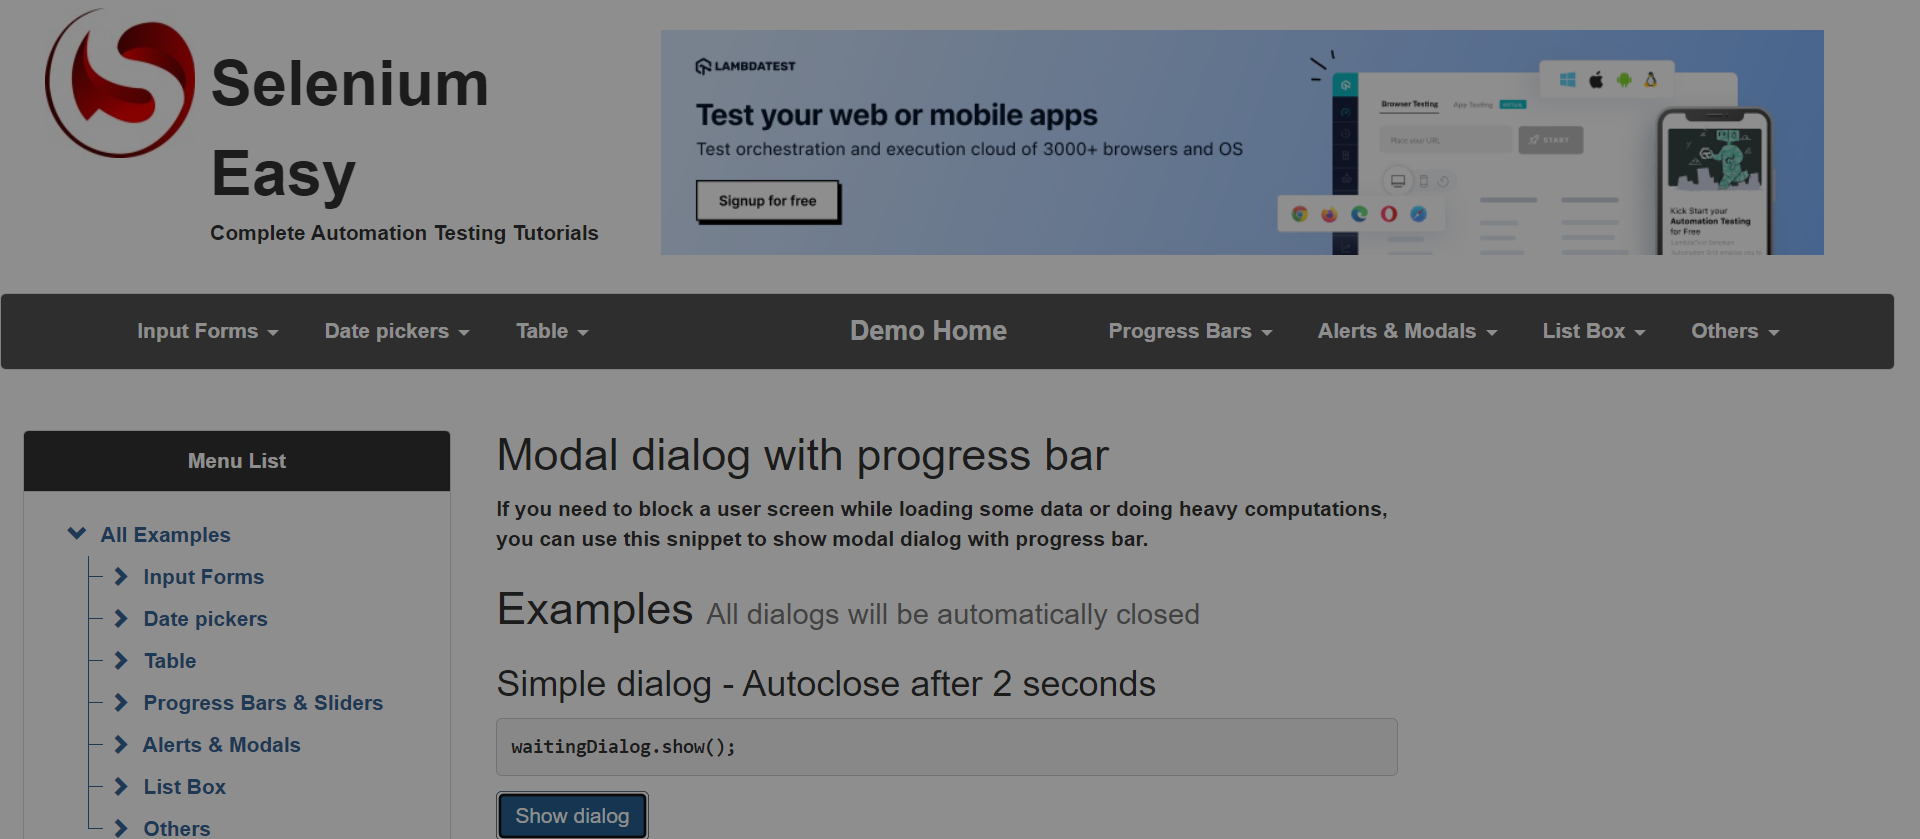 Selenium
Easy
Complete Automation Testing Tutorials
LAMBDATEST
Test your web or mobile apps
Test orchestration and execution cloud of 3000+ browsers and OS
Signup for free
Browser Testing
App Testing
VIRTUAL
Place your URL
START
Kick Start your
Automation Testing
for Free
Input Forms
Date pickers
Table
Demo Home
Progress Bars
Alerts & Modals
List Box
Others
Menu List
All Examples
Input Forms
Date pickers
Table
Progress Bars & Sliders
Alerts & Modals
List Box
Others
Modal dialog with progress bar
If you need to block a user screen while loading some data or doing heavy computations,
you can use this snippet to show modal dialog with progress bar.
Examples All dialogs will be automatically closed
Simple dialog - Autoclose after 2 seconds
waitingDialog.show();
Show dialog